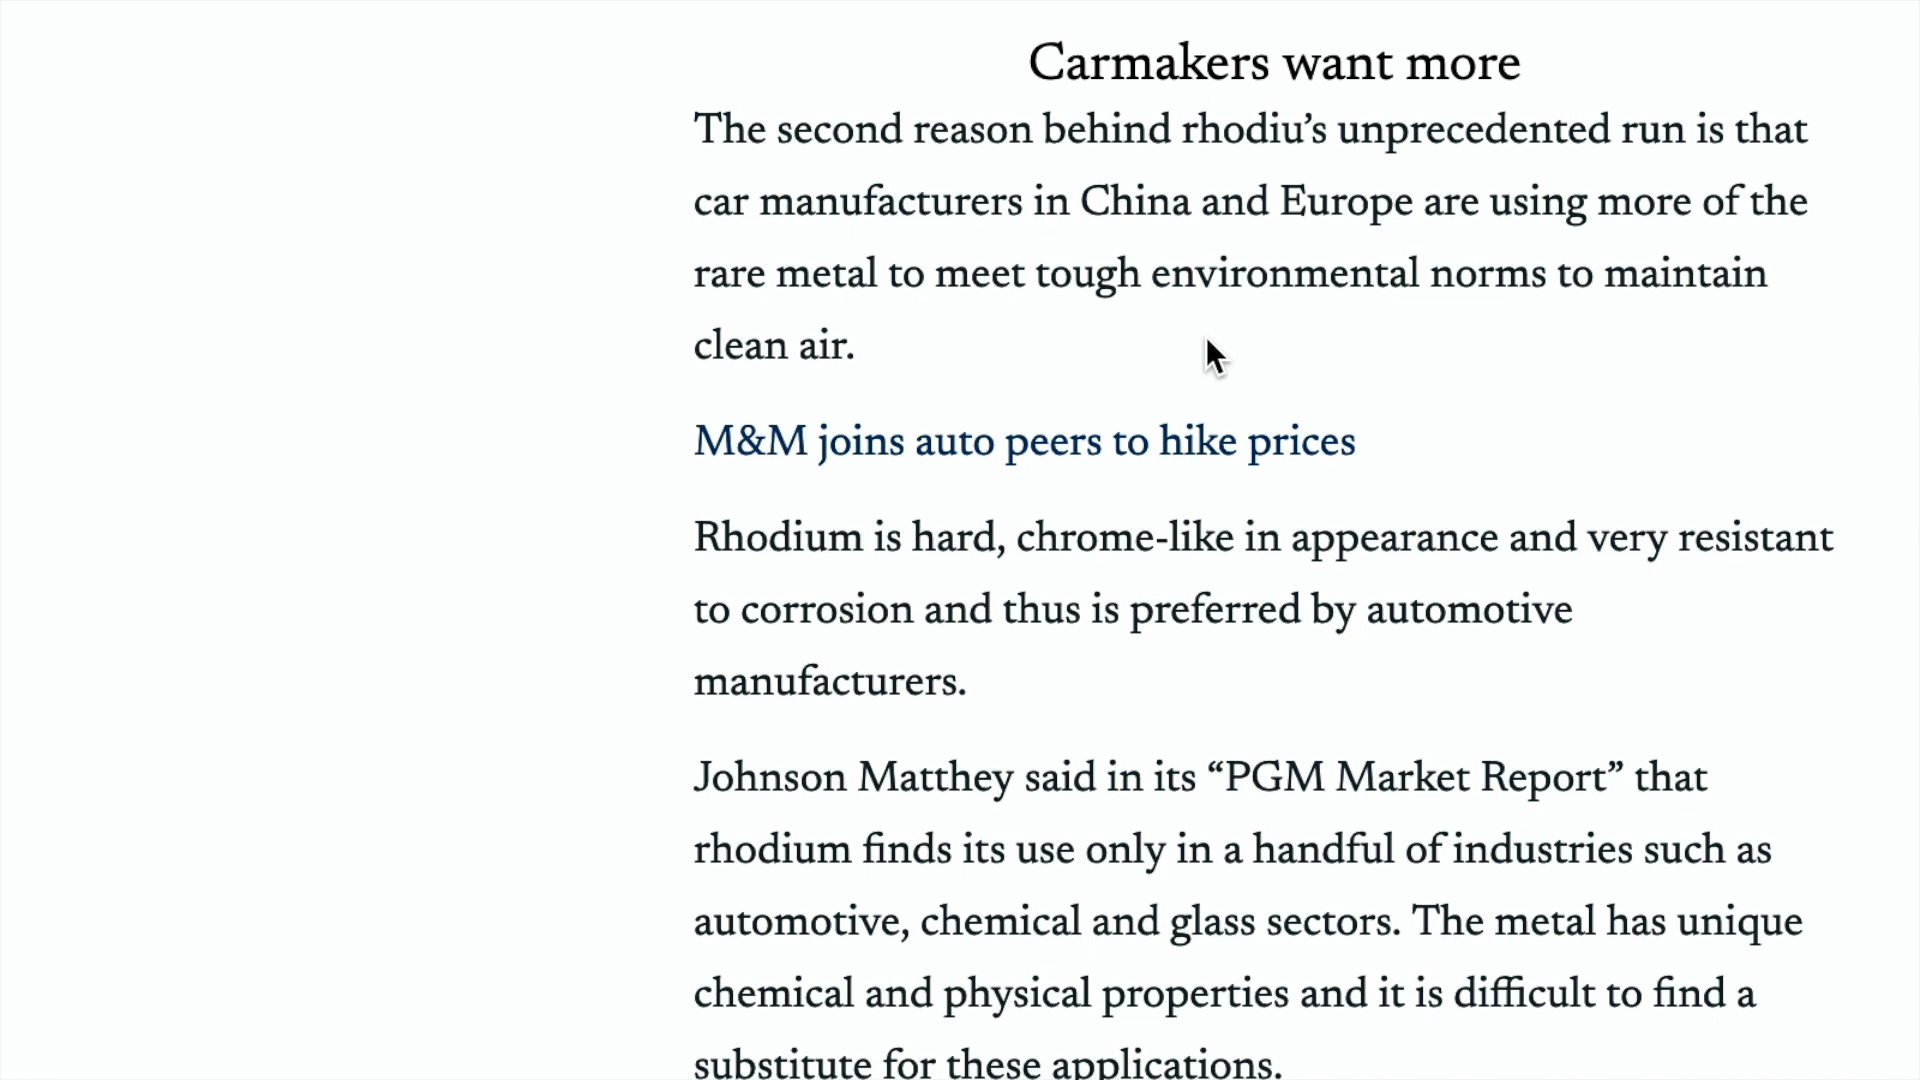 Carmakers want more
The second reason behind rhodiu’s unprecedented run is that
car manufacturers in China and Europe are using more of the
rare metal to meet tough environmental norms to maintain
clean air.
M&M joins auto peers to hike prices
Rhodium is hard, chrome-like in appearance and very resistant
to corrosion and thus is preferred by automotive
manufacturers.
Johnson Matthey said in its “PGM Market Report” that
rhodium finds its use only in a handful of industries such as
automotive, chemical and glass sectors. The metal has unique
chemical and physical properties and it is difficult to find a
substitute for these applications.